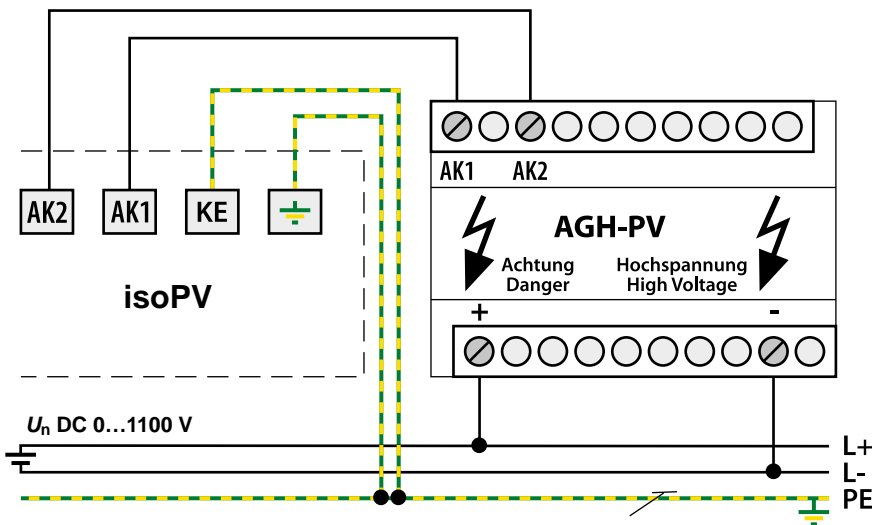 AK1 AK2
AK2 AK1 KE
AGH-PV
Achtung Hochspannung
Danger High Voltage
isoPV
+ -
Un DC 0…1100 V
L+
L-
PE